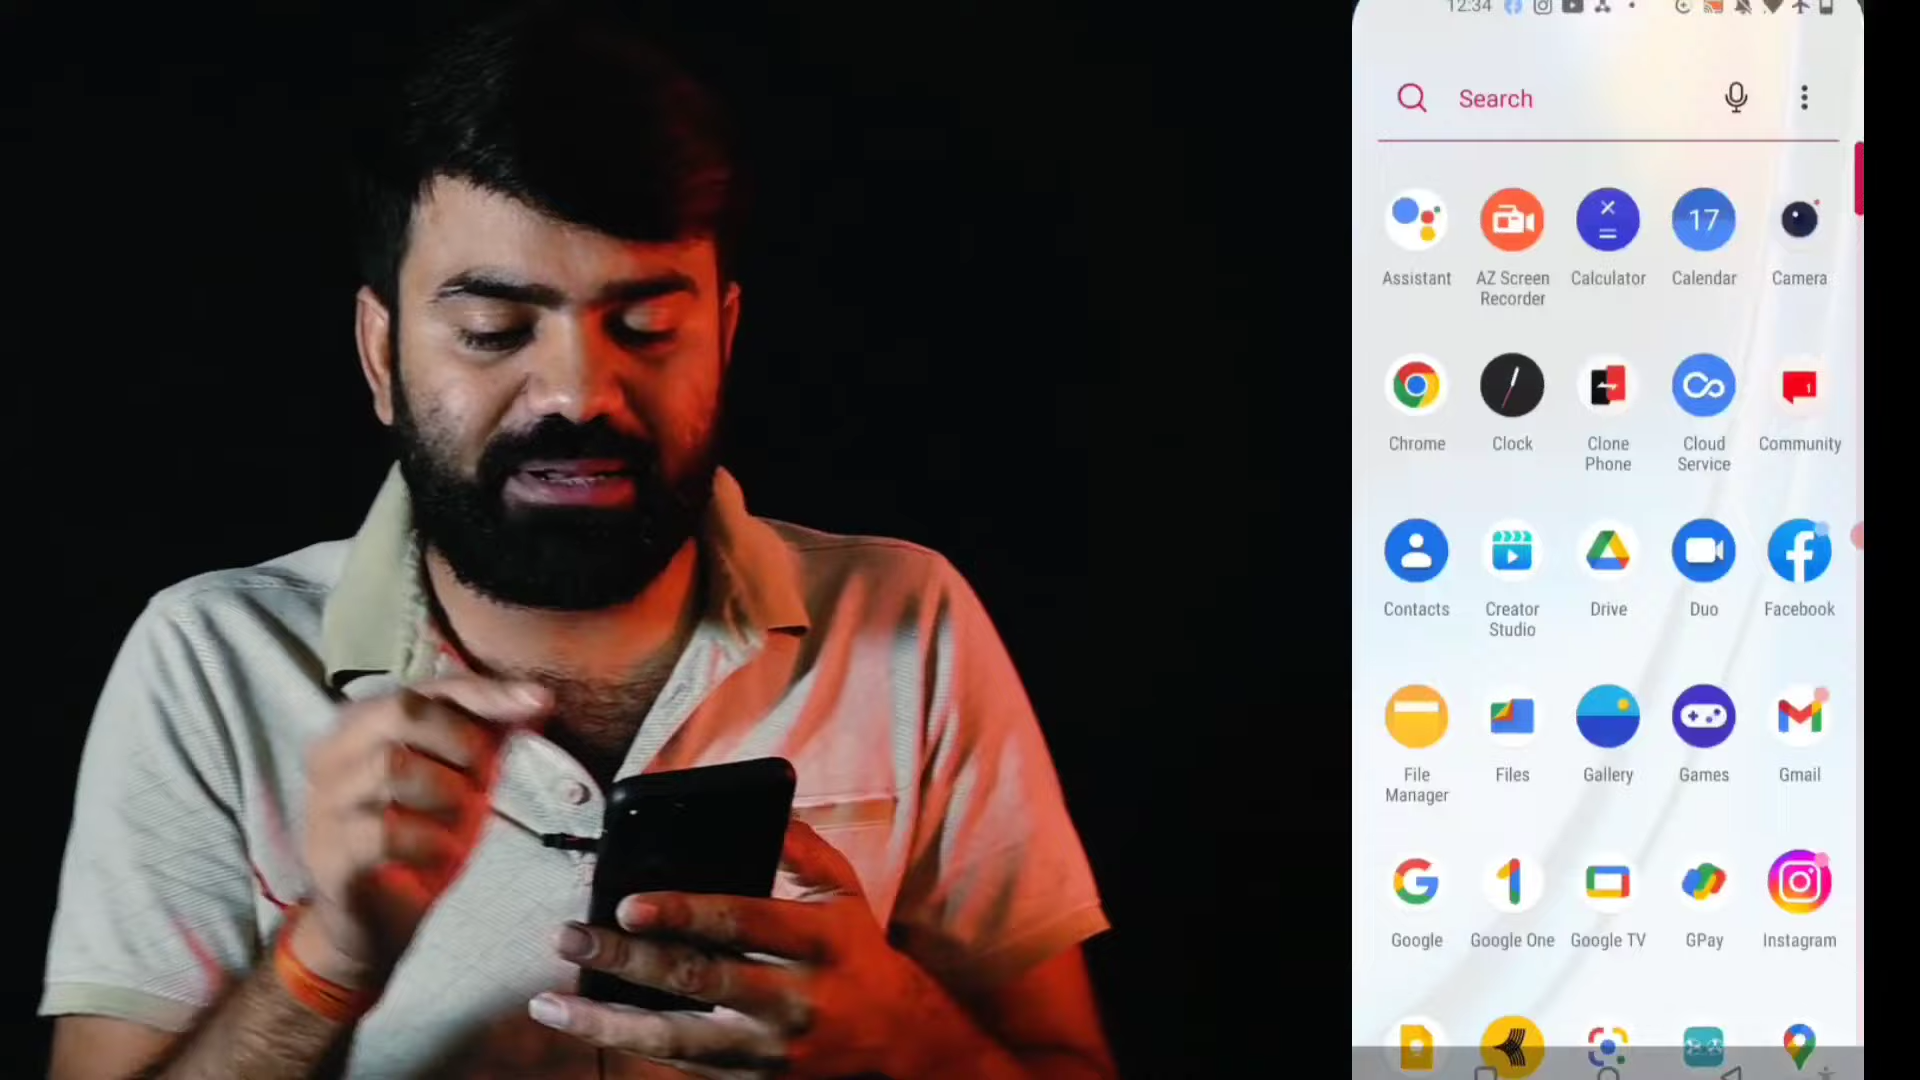 12:34
Search
17
Assistant
AZ Screen
Recorder
Calculator
Calendar
Camera
1
Chrome
Clock
Clone
Phone
Cloud
Service
Community
Contacts
Creator
Studio
Drive
Duo
Facebook
File
Manager
Files
Gallery
Games
Gmail
Google
Google One
Google TV
GPay
Instagram